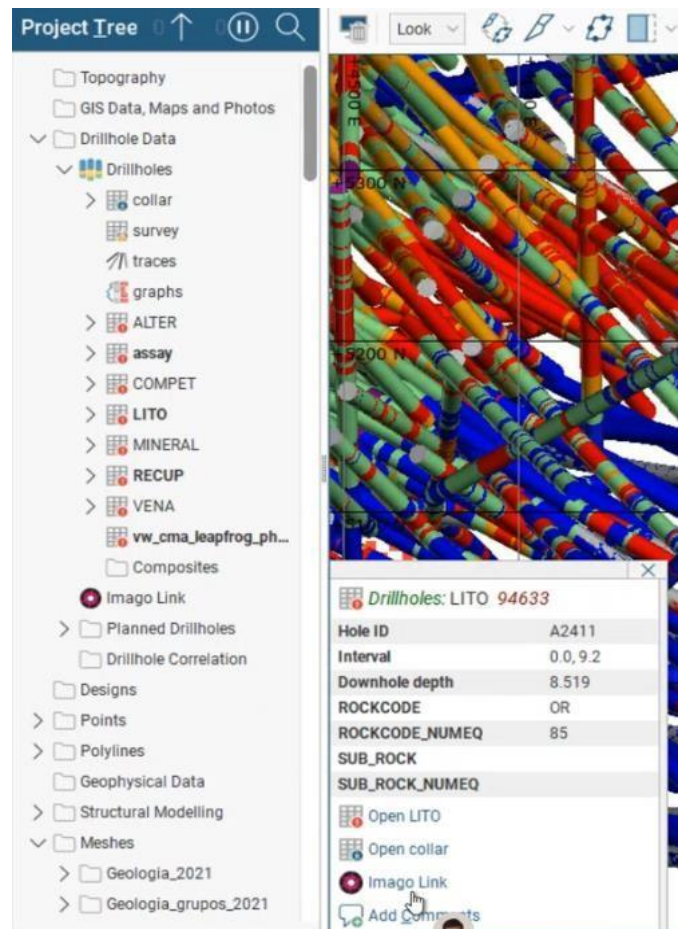 Project Tree 0 0
Look
Topography
GIS Data, Maps and Photos
Drillhole Data
Drillholes
collar
survey
traces
graphs
ALTER
assay
COMPET
LITO
MINERAL
RECUP
VENA
vw_cma_leapfrog_ph...
Composites
Imago Link
Planned Drillholes
Drillhole Correlation
Designs
Points
Polylines
Geophysical Data
Structural Modelling
Meshes
Geologia_2021
Geologia_grupos_2021
+5300 N
+5200 N
Drillholes: LITO 94633
Hole ID A2411
Interval 0.0, 9.2
Downhole depth 8.519
ROCKCODE OR
ROCKCODE_NUMEQ 85
SUB_ROCK
SUB_ROCK_NUMEQ
Open LITO
Open collar
Imago Link
Add Comments